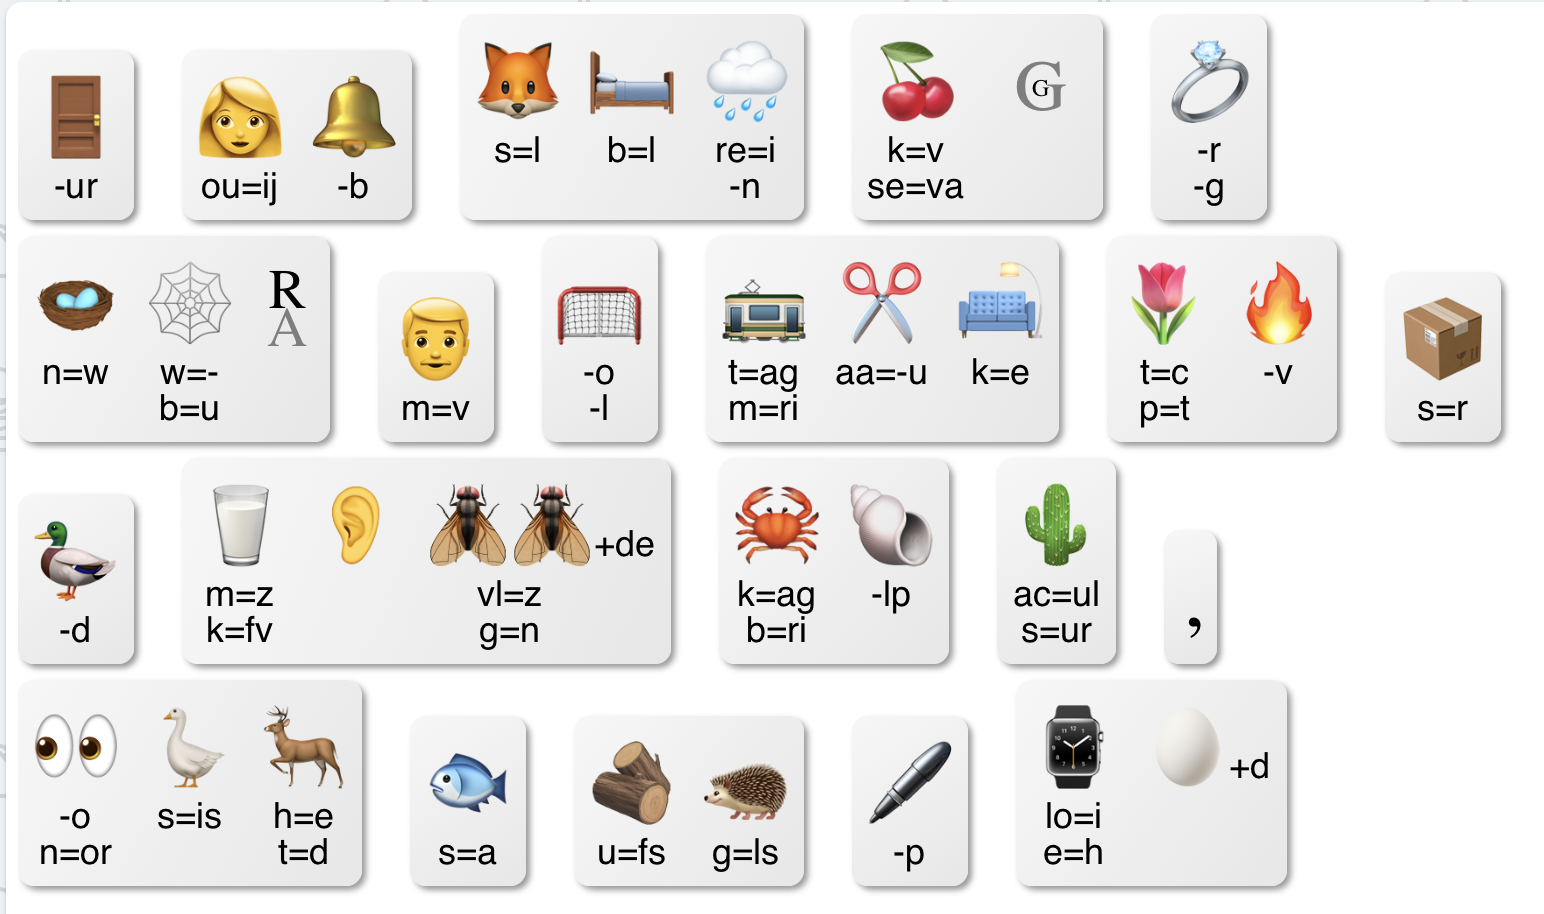 -ur
ou=ij -b
s=l b=l re=i
-n
k=v
se=va
G
G
-r
-g
n=w w=-
b=u
R
A
m=v
-o
-l
t=ag aa=-u k=e
m=ri
t=c -v
p=t
s=r
-d
+de
m=z vl=z
k=fv g=n
k=ag -lp
b=ri
ac=ul
s=ur
,
-o s=is h=e
n=or t=d
s=a
u=fs g=ls
-p
+d
lo=i
e=h